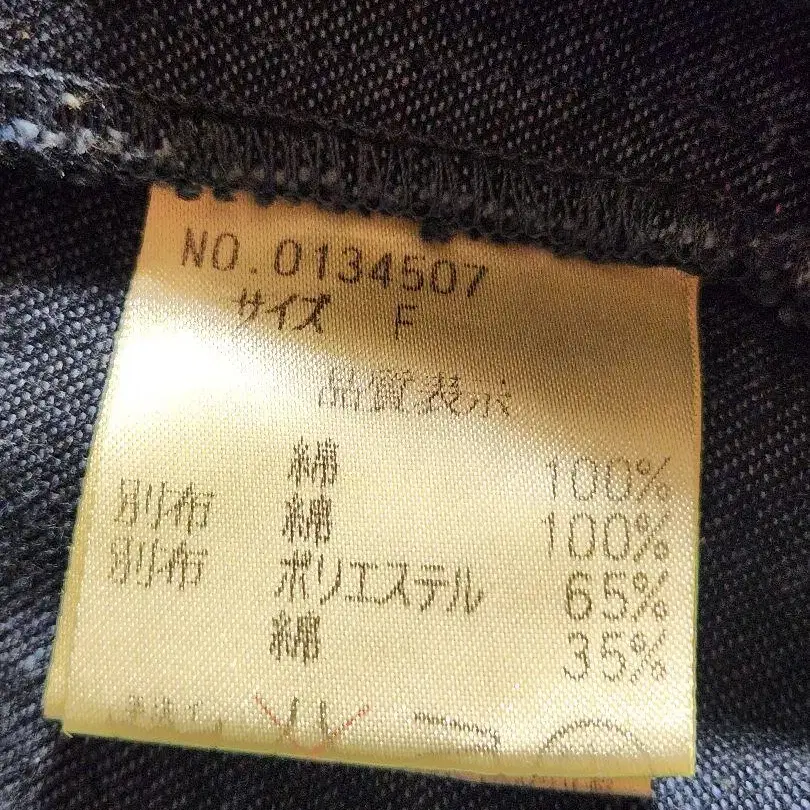 NO.0134507
サイズ F
品質表示
綿 100%
別布 綿 100%
別布 ポリエステル 65%
綿 35%